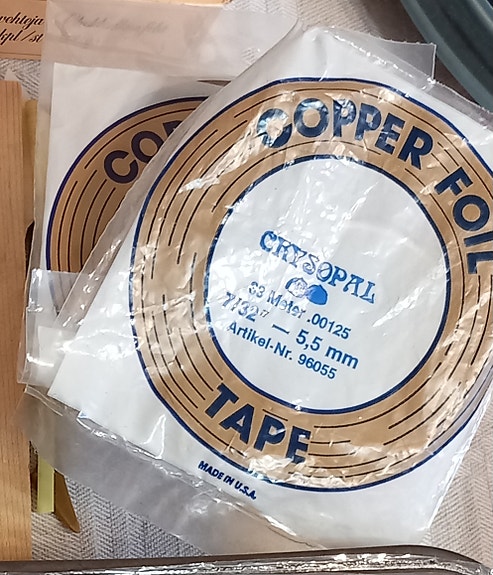 COPPER FOIL
CRYSOPAL
33 Meter .00125
7/32" — 5,5 mm
Artikel-Nr. 96055
TAPE
MADE IN U.S.A.
COP